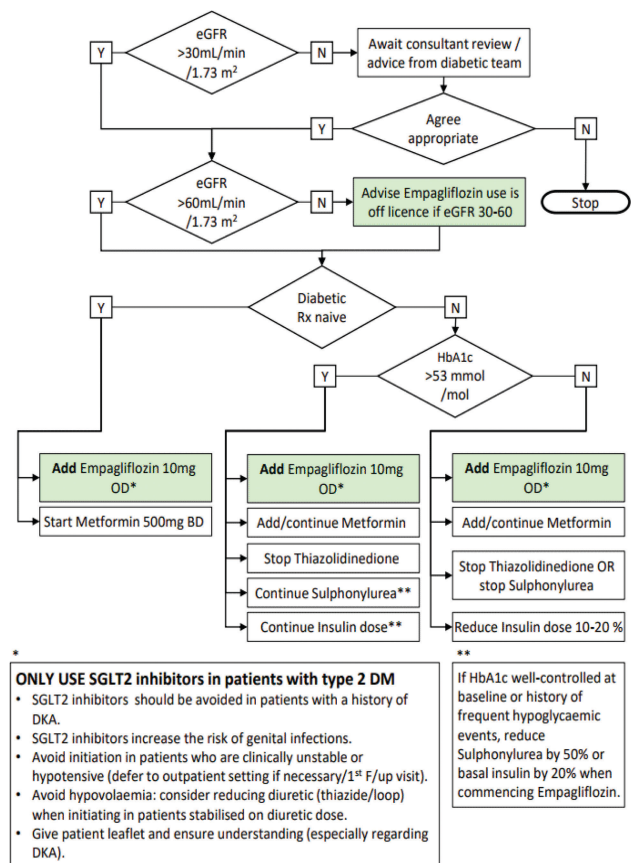 eGFR
>30mL/min
/1.73 m²
Y
N
Await consultant review /
advice from diabetic team
Agree
appropriate
Y
N
Stop
eGFR
>60mL/min
/1.73 m²
Y
N
Advise Empagliflozin use is
off licence if eGFR 30-60
Diabetic
Rx naive
Y
N
HbA1c
>53 mmol
/mol
Y
N
Add Empagliflozin 10mg
OD*
Start Metformin 500mg BD
Add Empagliflozin 10mg
OD*
Add/continue Metformin
Stop Thiazolidinedione
Continue Sulphonylurea**
Continue Insulin dose**
Add Empagliflozin 10mg
OD*
Add/continue Metformin
Stop Thiazolidinedione OR
stop Sulphonylurea
Reduce Insulin dose 10-20 %
*
ONLY USE SGLT2 inhibitors in patients with type 2 DM
• SGLT2 inhibitors should be avoided in patients with a history of
DKA.
• SGLT2 inhibitors increase the risk of genital infections.
• Avoid initiation in patients who are clinically unstable or
hypotensive (defer to outpatient setting if necessary/1st F/up visit).
• Avoid hypovolaemia: consider reducing diuretic (thiazide/loop)
when initiating in patients stabilised on diuretic dose.
• Give patient leaflet and ensure understanding (especially regarding
DKA).
**
If HbA1c well-controlled at
baseline or history of
frequent hypoglycaemic
events, reduce
Sulphonylurea by 50% or
basal insulin by 20% when
commencing Empagliflozin.